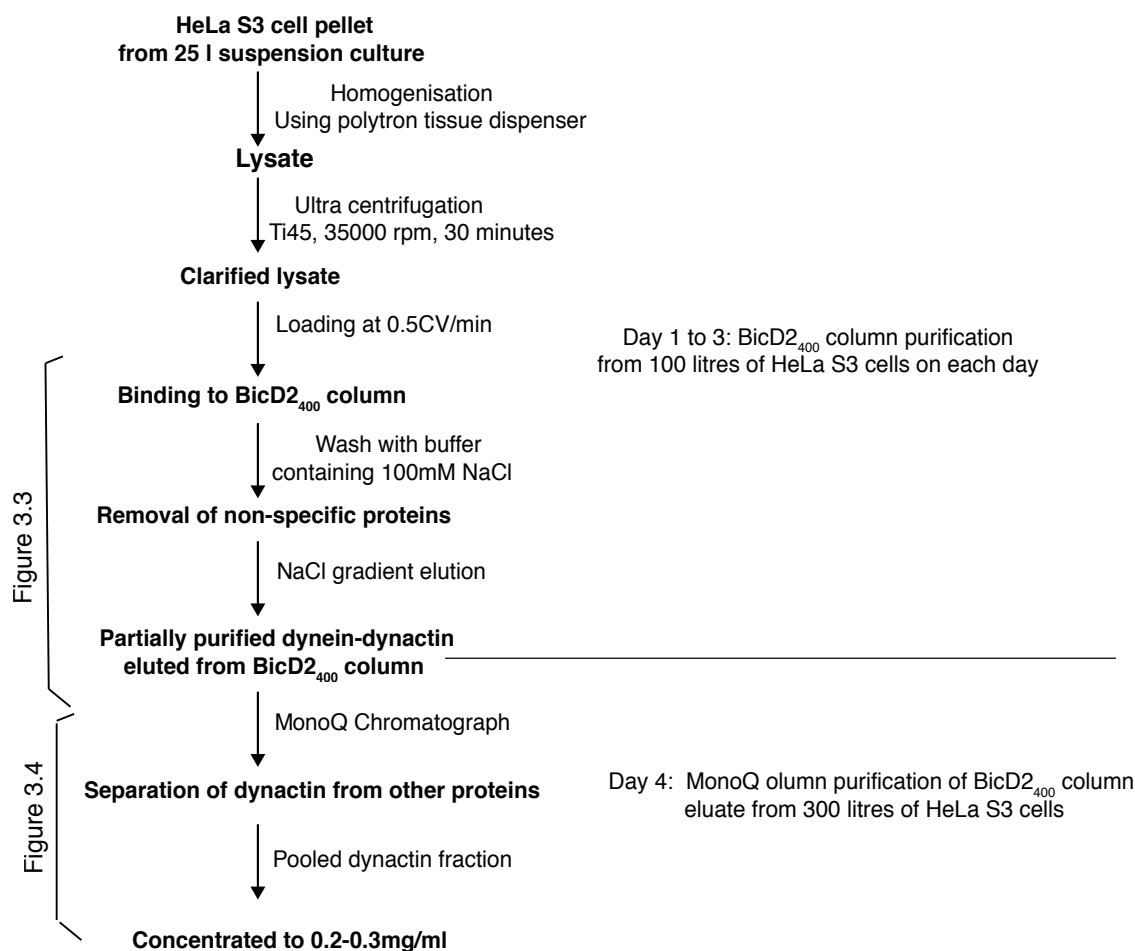 HeLa S3 cell pellet
from 25 l suspension culture
Homogenisation
Using polytron tissue dispenser
Lysate
Ultra centrifugation
Ti45, 35000 rpm, 30 minutes
Clarified lysate
Loading at 0.5CV/min
Day 1 to 3: BicD2400 column purification
from 100 litres of HeLa S3 cells on each day
Binding to BicD2400 column
Wash with buffer
containing 100mM NaCl
Removal of non-specific proteins
Figure 3.3
NaCl gradient elution
Partially purified dynein-dynactin
eluted from BicD2400 column
MonoQ Chromatograph
Separation of dynactin from other proteins
Day 4: MonoQ olumn purification of BicD2400 column
eluate from 300 litres of HeLa S3 cells
Figure 3.4
Pooled dynactin fraction
Concentrated to 0.2-0.3mg/ml